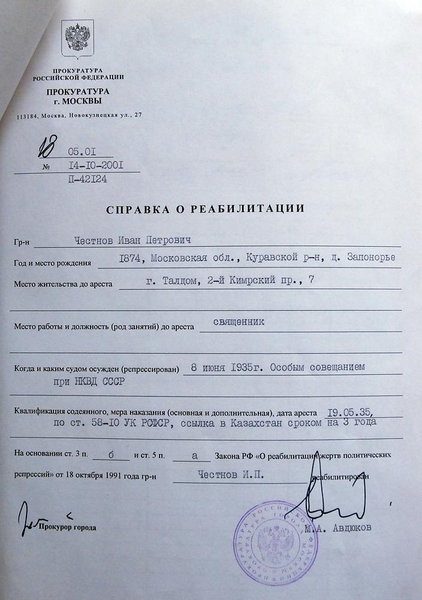 ПРОКУРАТУРА
РОССИЙСКОЙ ФЕДЕРАЦИИ
ПРОКУРАТУРА
г. МОСКВЫ
113184, Москва, Новокузнецкая ул., 27
18 05.01
№ 14-10-2001
П-42124
СПРАВКА О РЕАБИЛИТАЦИИ
Гр-н Честнов Иван Петрович
Год и место рождения 1874, Московская обл., Куравской р-н, д. Запонорье
Место жительства до ареста г. Талдом, 2-й Кимрский пр., 7
Место работы и должность (род занятий) до ареста священник
Когда и каким судом осужден (репрессирован) 8 июня 1935г. Особым совещанием
при НКВД СССР
Квалификация содеянного, мера наказания (основная и дополнительная), дата ареста 19.05.35,
по ст. 58-10 УК РСФСР, ссылка в Казахстан сроком на 3 года
На основании ст. 3 п. б и ст. 5 п. а Закона РФ «О реабилитации жертв политических
репрессий» от 18 октября 1991 года гр-н Честнов И.П. реабилитирован
Прокурор города
М.А. Авдюков